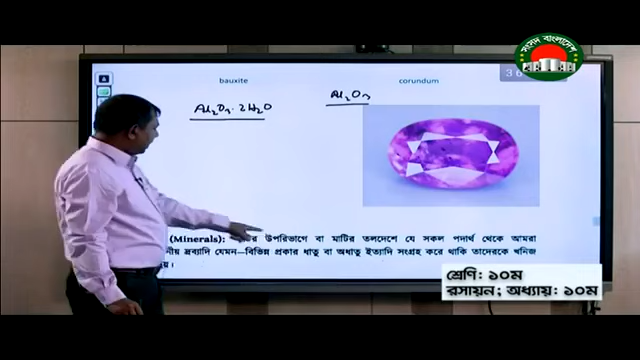 সংসদ বাংলাদেশ
bauxite corundum
Al₂O₃·2H₂O Al₂O₃
(Minerals): উপরিভাগে বা মাটির তলদেশে যে সকল পদার্থ থেকে আমরা
দ্রব্যাদি যেমন—বিভিন্ন প্রকার ধাতু বা অধাতু ইত্যাদি সংগ্রহ করে থাকি তাদেরকে খনিজ
শ্রেণি: ১০ম
রসায়ন; অধ্যায়: ১০ম